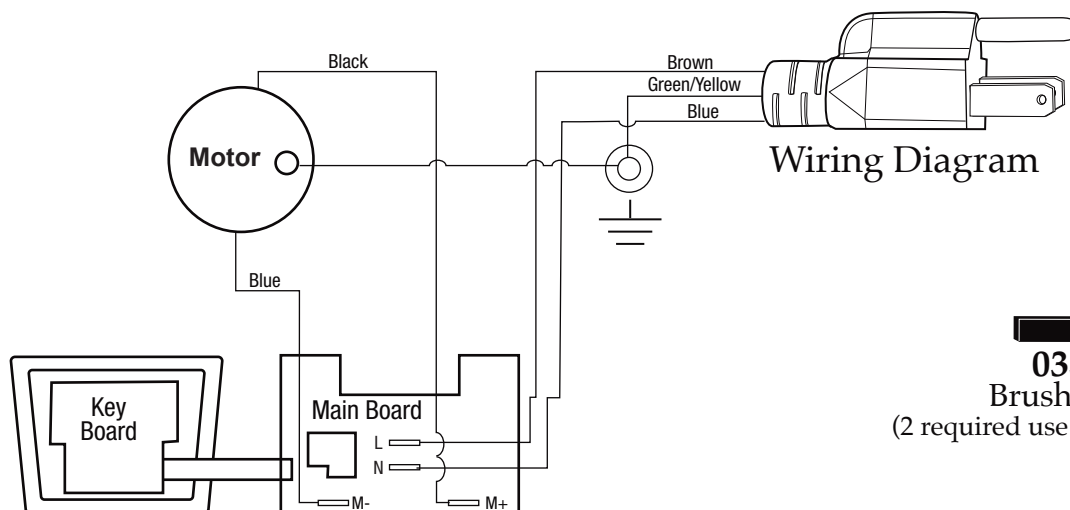 Black
Brown
Green/Yellow
Blue
Motor
Wiring Diagram
Blue
03
Brush
(2 required use
Key
Board
Main Board
L
N
M-
M+